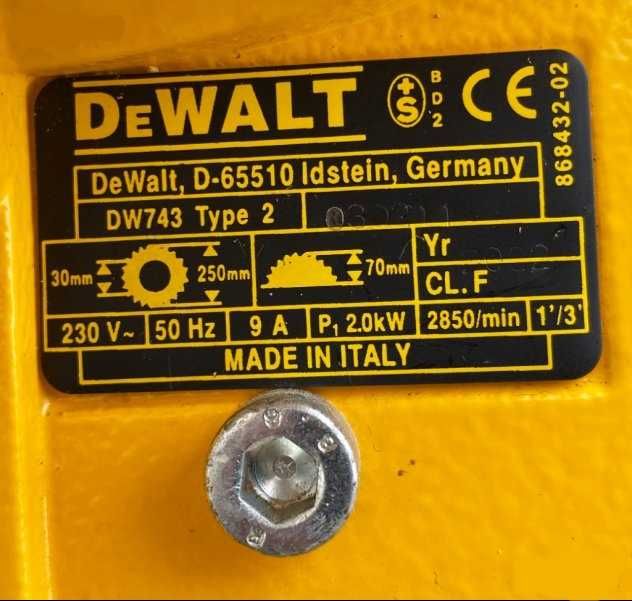 DEWALT
+
S
B
D
2
CE
868432-02
DeWalt, D-65510 Idstein, Germany
DW743 Type 2
30mm
250mm
70mm
Yr
CL. F
230 V~
50 Hz
9 A
P₁ 2.0kW
2850/min
1'/3'
MADE IN ITALY